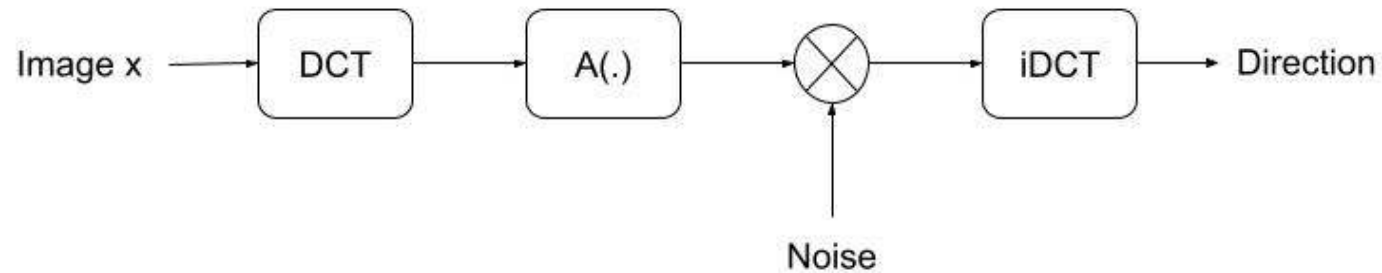 Image x
DCT
A(.)
iDCT
Direction
Noise